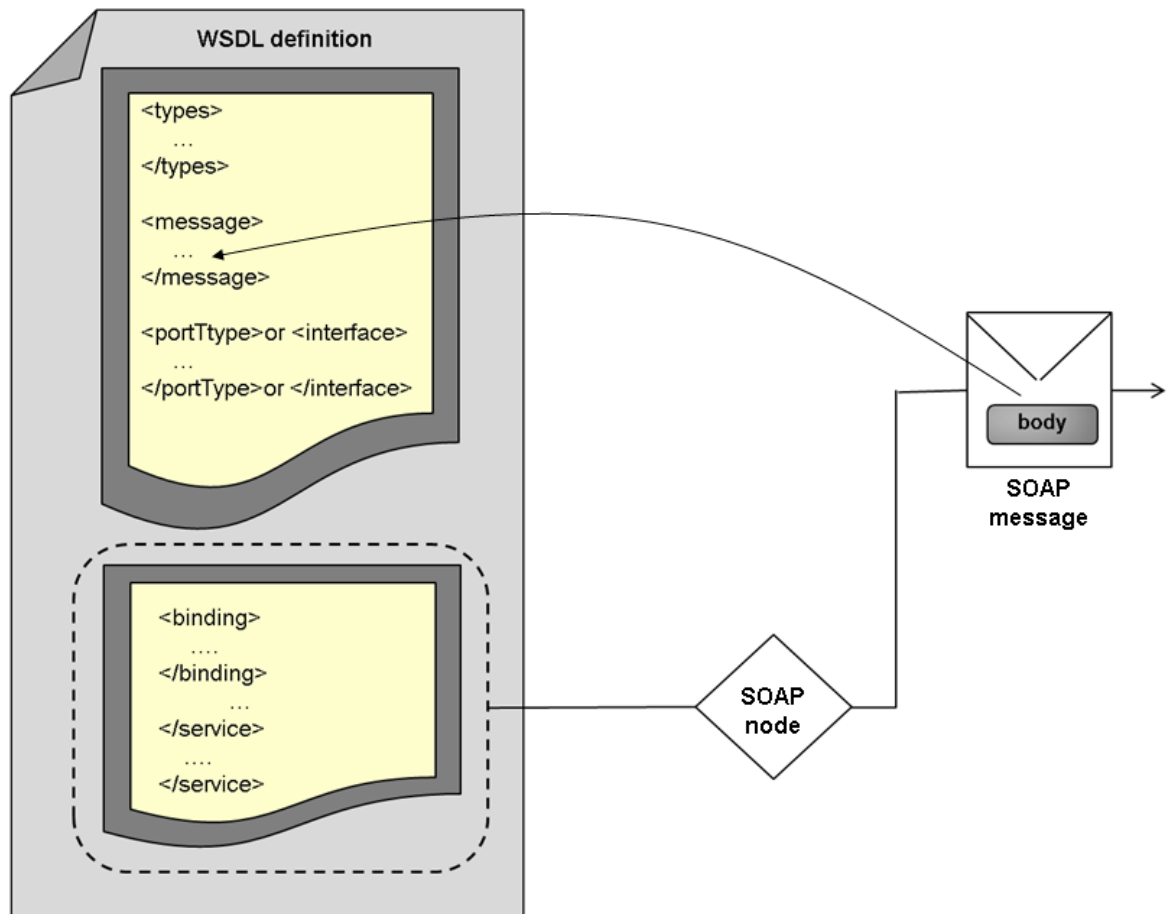 WSDL definition
<types>
...
</types>
<message>
...
</message>
<portTtype>or <interface>
...
</portType>or </interface>
<binding>
....
</binding>
...
</service>
....
</service>
SOAP
node
body
SOAP
message